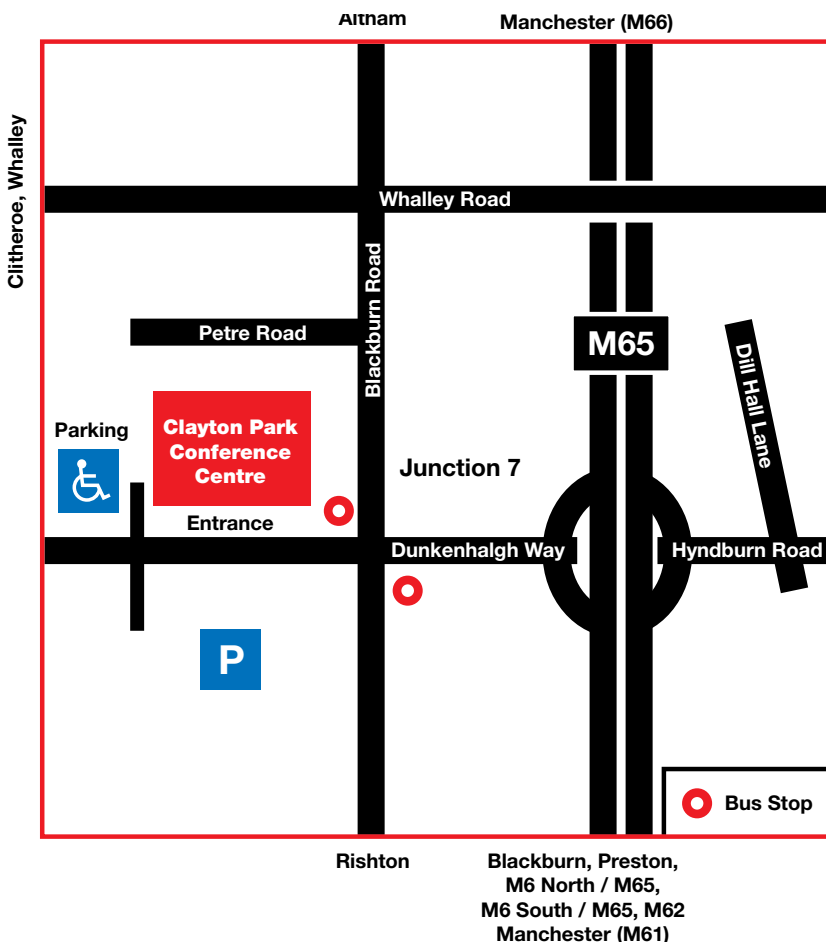 Altham
Manchester (M66)
Clitheroe, Whalley
Whalley Road
Blackburn Road
Petre Road
M65
Dill Hall Lane
Parking
Clayton Park
Conference
Centre
Junction 7
Entrance
Dunkenhalgh Way
Hyndburn Road
P
Bus Stop
Rishton
Blackburn, Preston,
M6 North / M65,
M6 South / M65, M62
Manchester (M61)